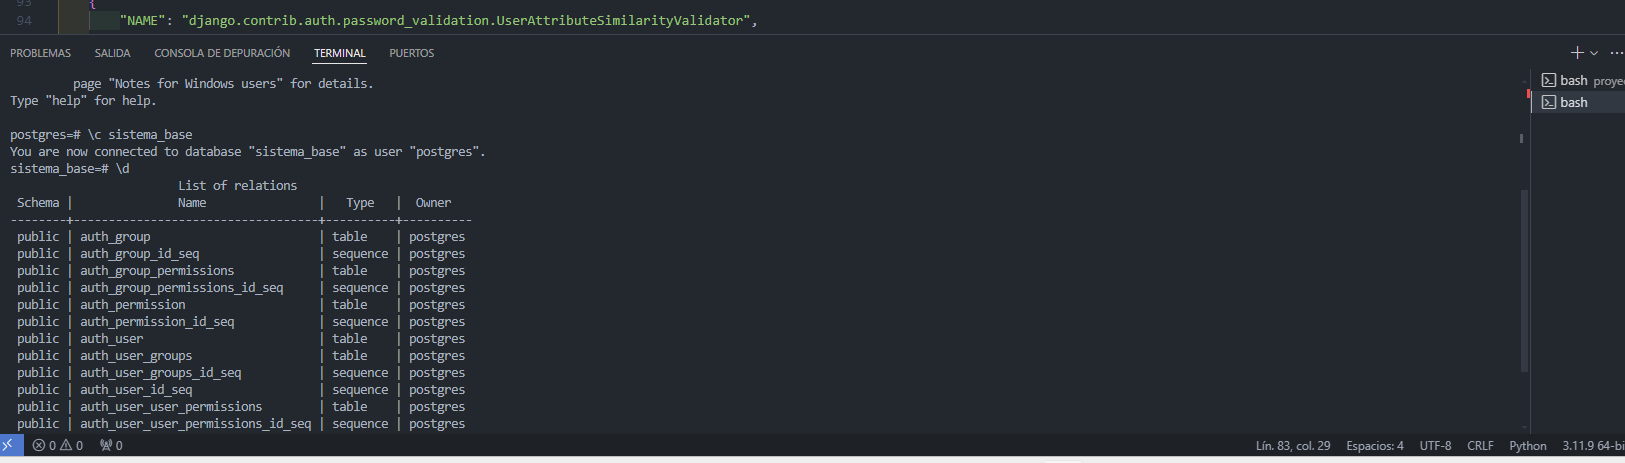 93 {
94 "NAME": "django.contrib.auth.password_validation.UserAttributeSimilarityValidator",
PROBLEMAS SALIDA CONSOLA DE DEPURACIÓN TERMINAL PUERTOS
page "Notes for Windows users" for details.
Type "help" for help.
postgres=# \c sistema_base
You are now connected to database "sistema_base" as user "postgres".
sistema_base=# \d
List of relations
Schema | Name | Type | Owner
--------+-----------------------------------+----------+----------
public | auth_group | table | postgres
public | auth_group_id_seq | sequence | postgres
public | auth_group_permissions | table | postgres
public | auth_group_permissions_id_seq | sequence | postgres
public | auth_permission | table | postgres
public | auth_permission_id_seq | sequence | postgres
public | auth_user | table | postgres
public | auth_user_groups | table | postgres
public | auth_user_groups_id_seq | sequence | postgres
public | auth_user_id_seq | sequence | postgres
public | auth_user_user_permissions | table | postgres
public | auth_user_user_permissions_id_seq | sequence | postgres
bash proye
bash
0 0 0 Lín. 83, col. 29 Espacios: 4 UTF-8 CRLF Python 3.11.9 64-bi